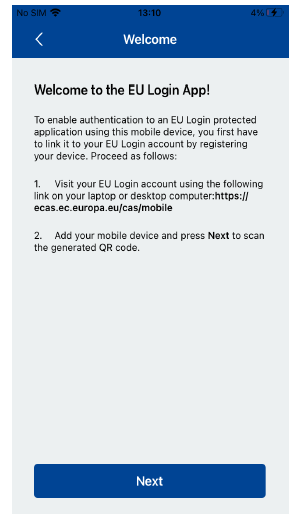 No SIM 13:10 4%
Welcome
Welcome to the EU Login App!
To enable authentication to an EU Login protected
application using this mobile device, you first have
to link it to your EU Login account by registering
your device. Proceed as follows:
1. Visit your EU Login account using the following
link on your laptop or desktop computer:https://
ecas.ec.europa.eu/cas/mobile
2. Add your mobile device and press Next to scan
the generated QR code.
Next